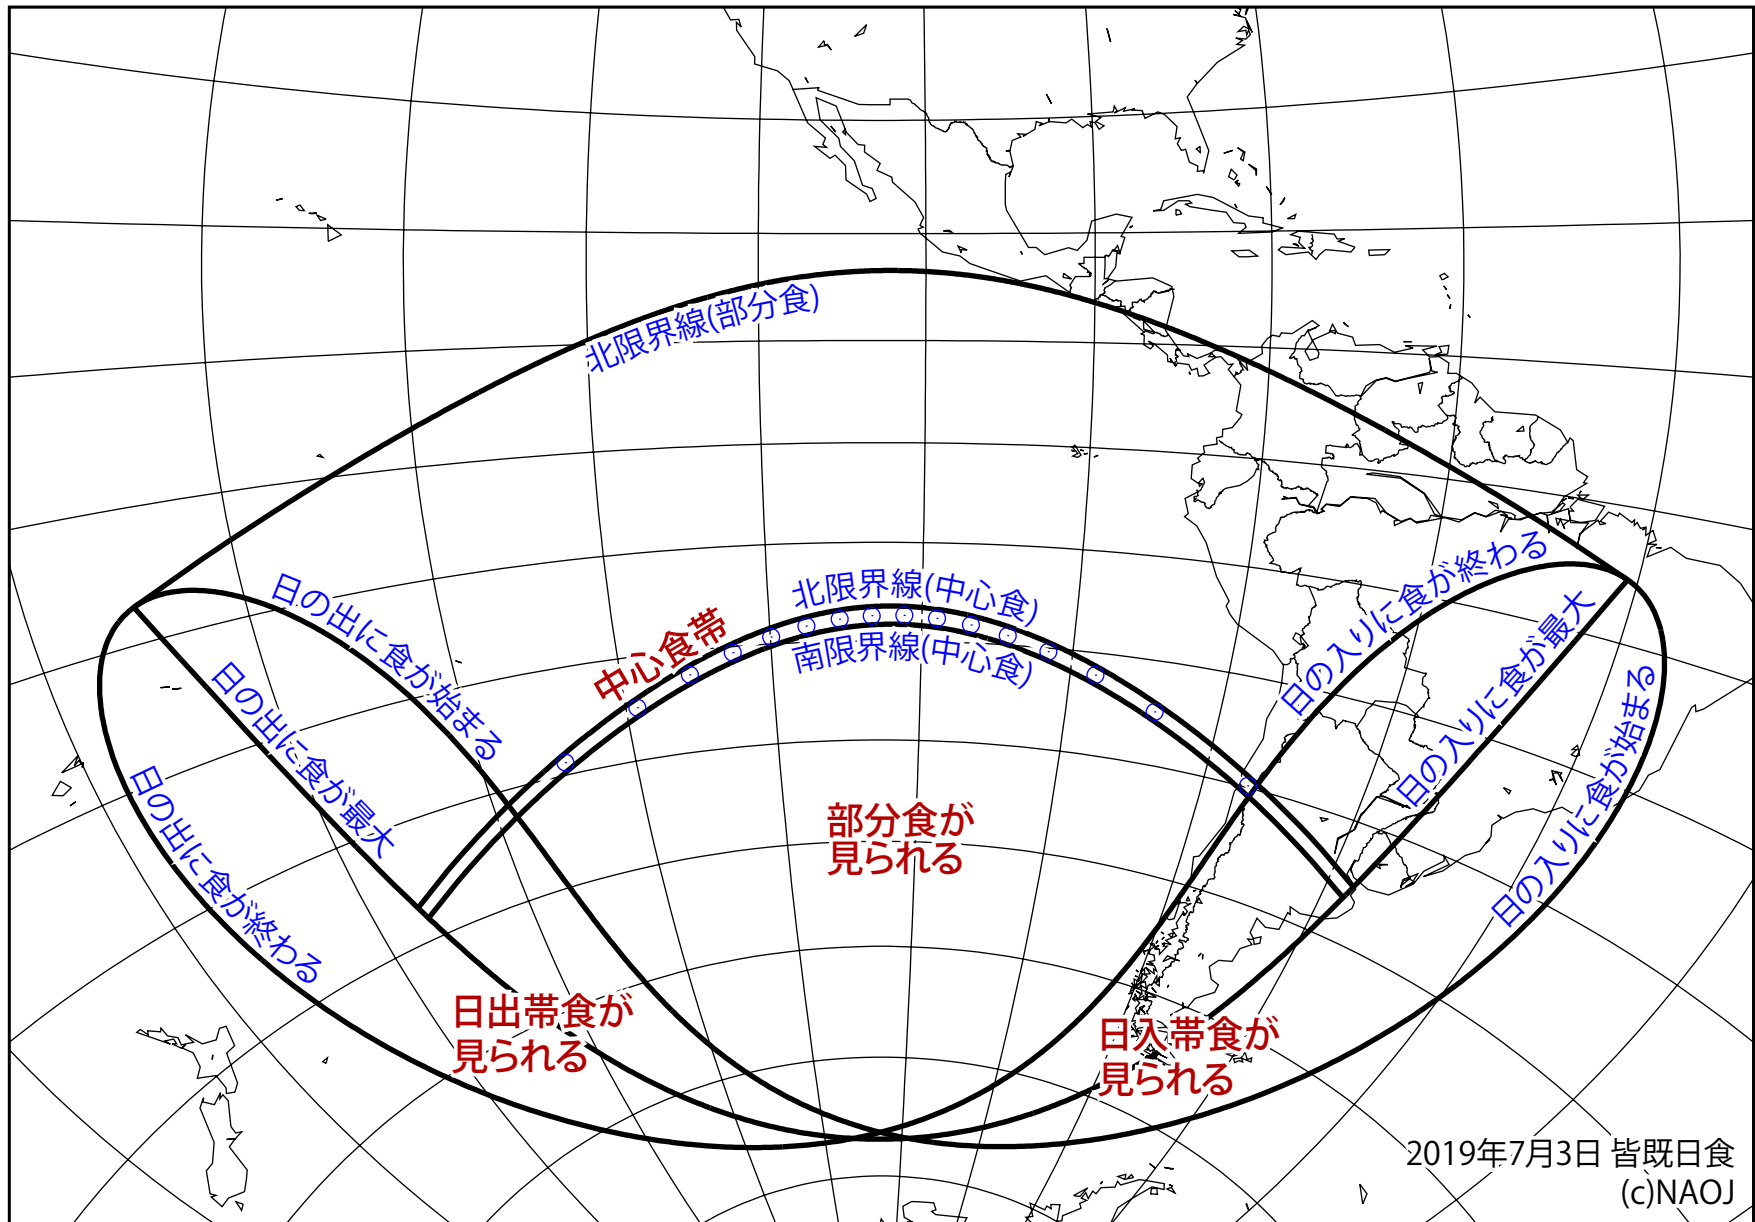 北限界線(部分食)
日の出に食が始まる
日の出に食が最大
日の出に食が終わる
中心食帯
北限界線(中心食)
南限界線(中心食)
日の入りに食が終わる
日の入りに食が最大
日の入りに食が始まる
部分食が
見られる
日出帯食が
見られる
日入帯食が
見られる
2019年7月3日 皆既日食
(c)NAOJ